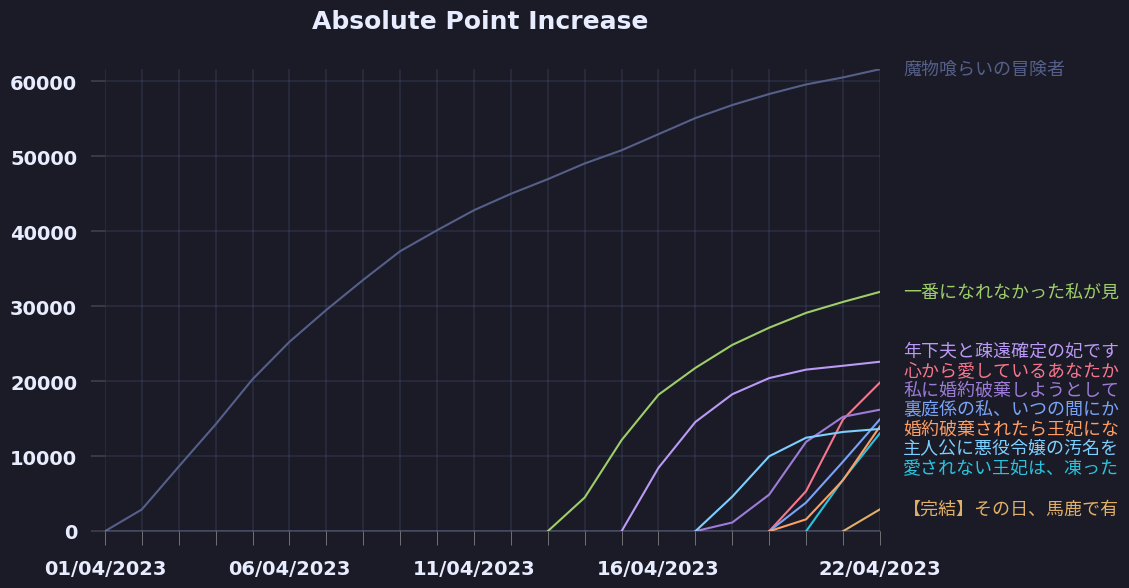 Absolute Point Increase
60000
50000
40000
30000
20000
10000
0
01/04/2023
06/04/2023
11/04/2023
16/04/2023
22/04/2023
魔物喰らいの冒険者
一番になれなかった私が見
年下夫と疎遠確定の妃です
心から愛しているあなたか
私に婚約破棄しようとして
裏庭係の私、いつの間にか
婚約破棄されたら王妃にな
主人公に悪役令嬢の汚名を
愛されない王妃は、凍った
【完結】その日、馬鹿で有